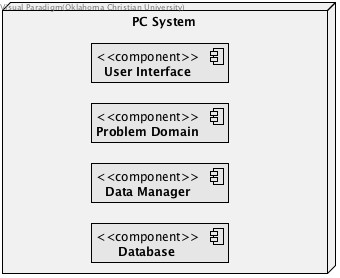 Visual Paradigm(Oklahoma Christian University)
PC System
<<component>>
User Interface
<<component>>
Problem Domain
<<component>>
Data Manager
<<component>>
Database